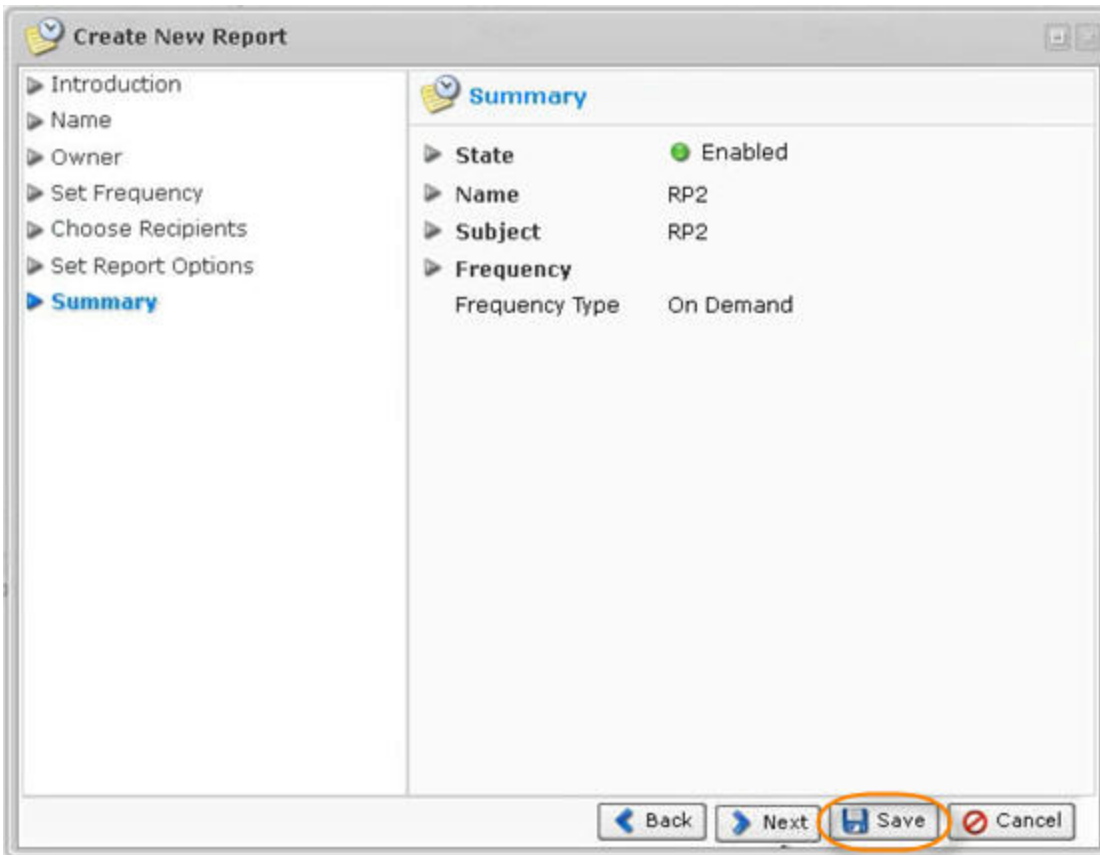 Create New Report
Introduction
Name
Owner
Set Frequency
Choose Recipients
Set Report Options
Summary
Summary
State Enabled
Name RP2
Subject RP2
Frequency
Frequency Type On Demand
Back Next Save Cancel